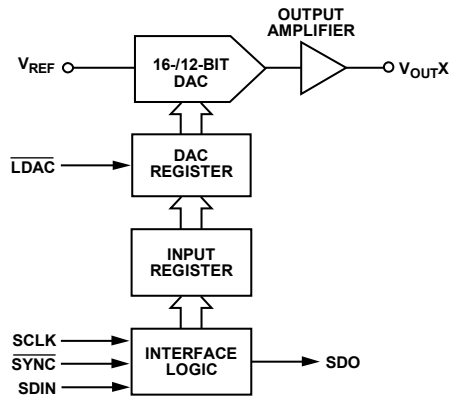 OUTPUT
AMPLIFIER
VREF
16-/12-BIT
DAC
VOUTX
LDAC
DAC
REGISTER
INPUT
REGISTER
SCLK
SYNC
SDIN
INTERFACE
LOGIC
SDO